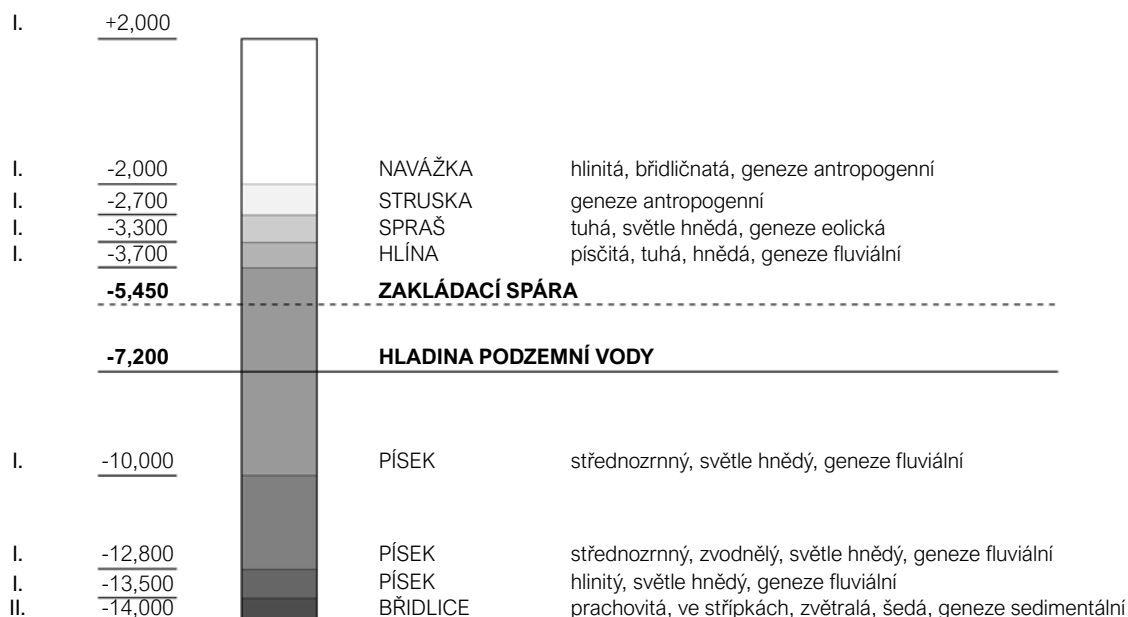 I. +2,000
I. -2,000 NAVÁŽKA hlinitá, břidličnatá, geneze antropogenní
I. -2,700 STRUSKA geneze antropogenní
I. -3,300 SPRAŠ tuhá, světle hnědá, geneze eolická
I. -3,700 HLÍNA písčitá, tuhá, hnědá, geneze fluviální
-5,450 ZAKLÁDACÍ SPÁRA
-7,200 HLADINA PODZEMNÍ VODY
I. -10,000 PÍSEK střednozrnný, světle hnědý, geneze fluviální
I. -12,800 PÍSEK střednozrnný, zvodnělý, světle hnědý, geneze fluviální
I. -13,500 PÍSEK hlinitý, světle hnědý, geneze fluviální
II. -14,000 BŘIDLICE prachovitá, ve střípkách, zvětralá, šedá, geneze sedimentální